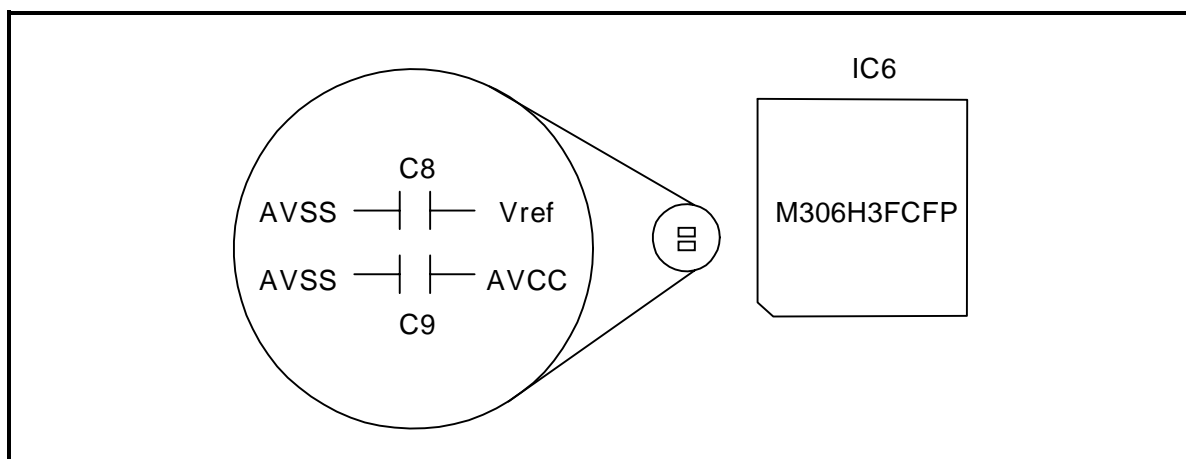 IC6
C8
AVSS Vref
AVSS AVCC
C9
M306H3FCFP